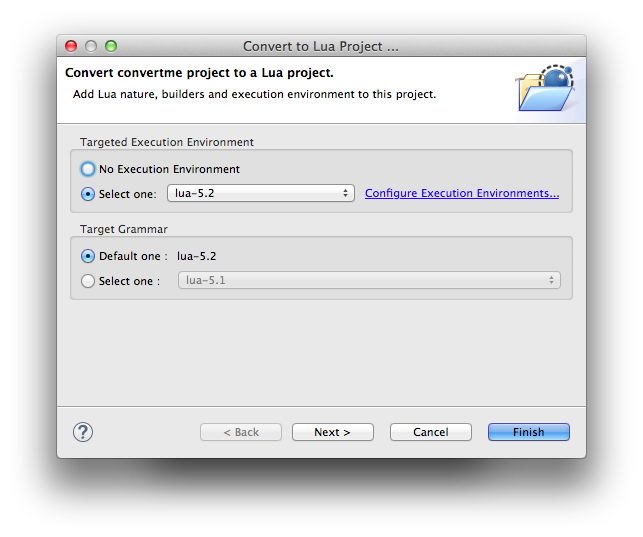 Convert to Lua Project ...
Convert convertme project to a Lua project.
Add Lua nature, builders and execution environment to this project.
Targeted Execution Environment
No Execution Environment
Select one: lua-5.2 Configure Execution Environments...
Target Grammar
Default one : lua-5.2
Select one : lua-5.1
? < Back Next > Cancel Finish